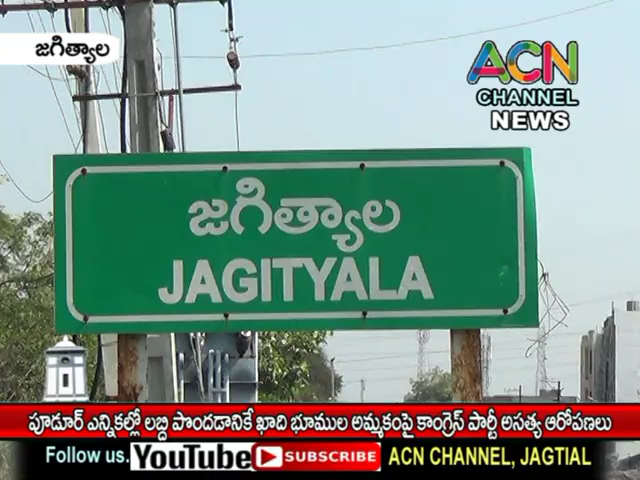 జగిత్యాల
ACN
CHANNEL
NEWS
జగిత్యాల
JAGITYALA
పూడూర్ ఎన్నికల్లో లబ్ది పొందడానికే ఖాది భూముల అమ్మకంపై కాంగ్రెస్ పార్టీ అసత్య ఆరోపణలు
Follow us. YouTube SUBSCRIBE ACN CHANNEL, JAGTIAL